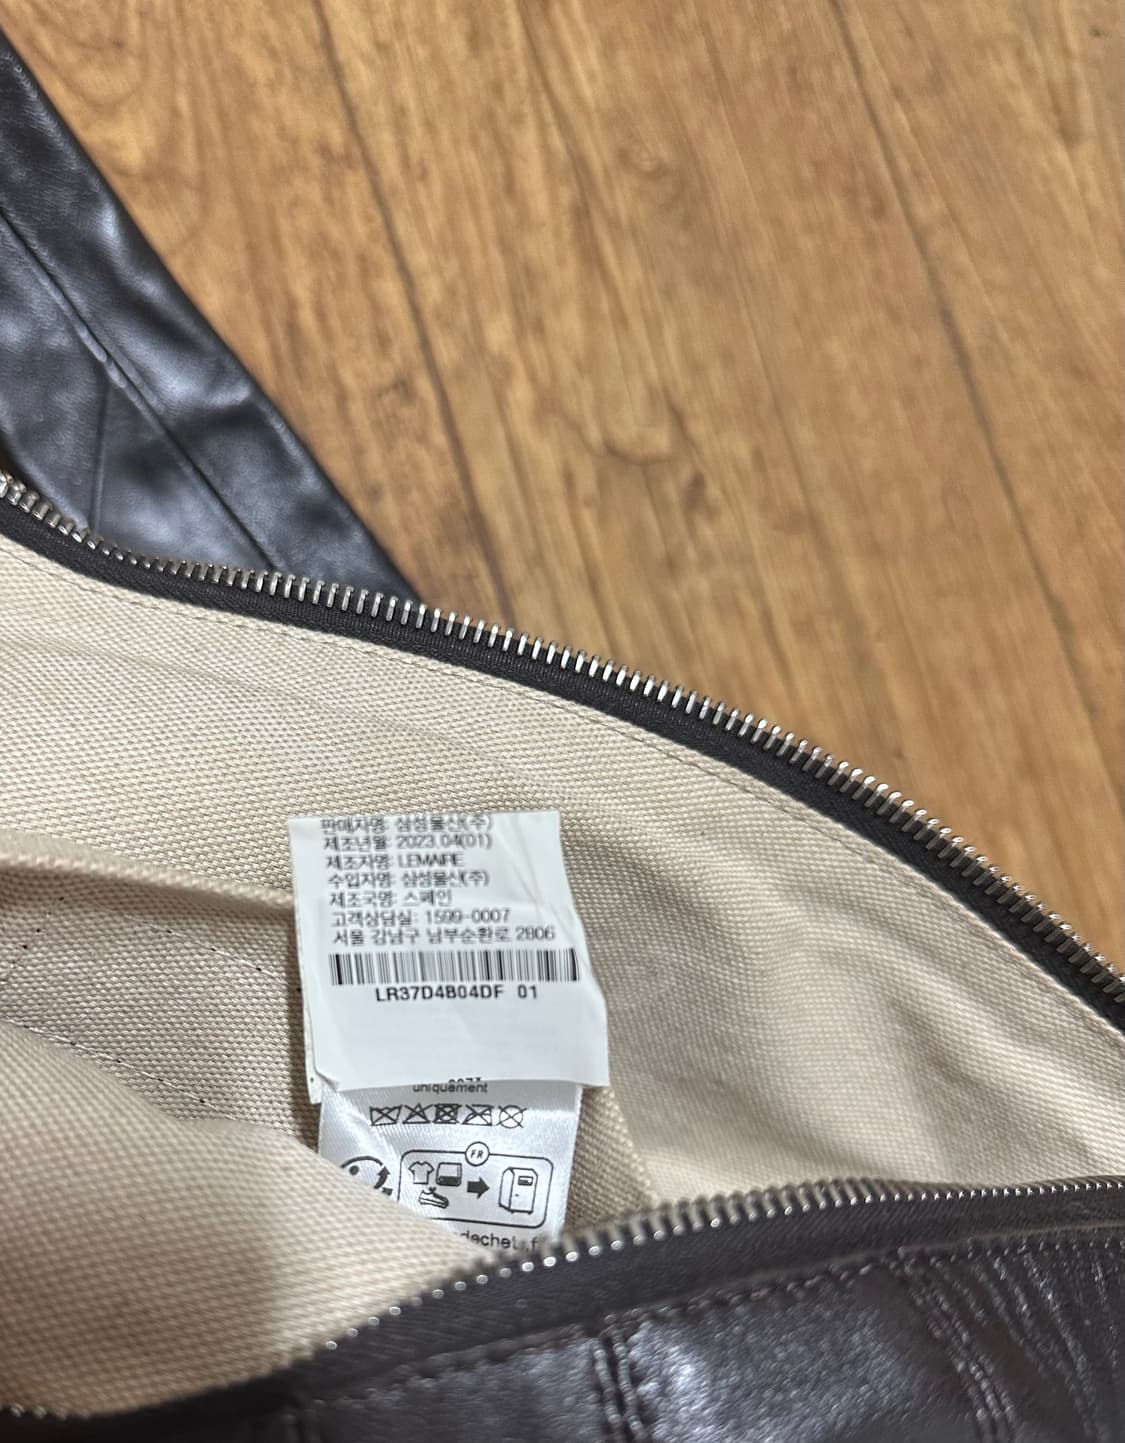 판매자명: 삼성물산(주)
제조년월: 2023.04(01)
제조자명: LEMAIRE
수입자명: 삼성물산(주)
제조국명: 스페인
고객상담실: 1599-0007
서울 강남구 남부순환로 2806
LR37D4B04DF 01
uniquement
FR